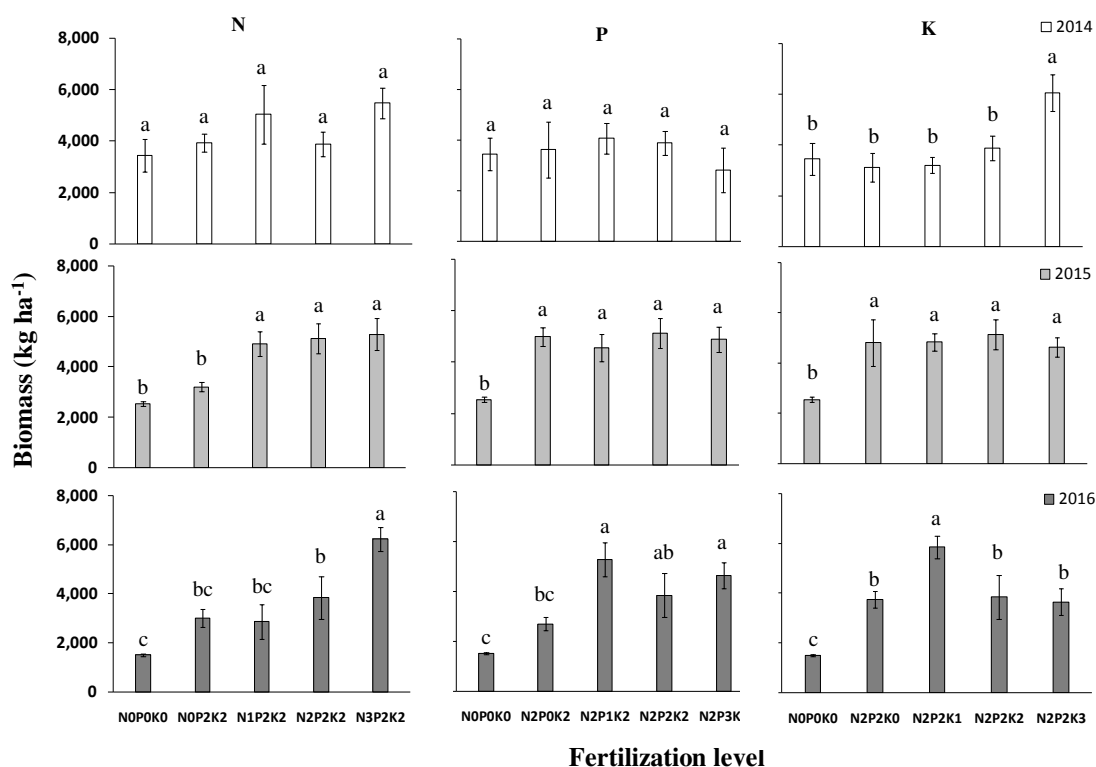 N
P
K
2014
8,000
6,000
4,000
2,000
0
a
a
a
a
a
a
a
a
a
a
b
b
b
b
a
2015
8,000
6,000
4,000
2,000
0
b
b
a
a
a
b
a
a
a
a
b
a
a
a
a
2016
8,000
6,000
4,000
2,000
0
c
bc
bc
b
a
c
bc
a
ab
a
c
b
a
b
b
N0P0K0 N0P2K2 N1P2K2 N2P2K2 N3P2K2
N0P0K0 N2P0K2 N2P1K2 N2P2K2 N2P3K
N0P0K0 N2P2K0 N2P2K1 N2P2K2 N2P2K3
Biomass (kg ha-1)
Fertilization level